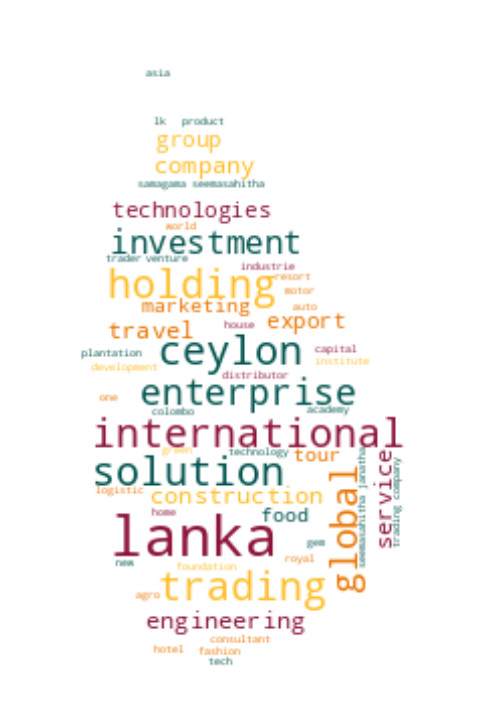 asia
lk product
group
company
samagama seemasahitha
technologies
world
investment
trader venture
industrie
holding
resort
motor
marketing
auto
export
house
travel
ceylon
capital
plantation
institute
development
distributor
enterprise
one
colombo
academy
international
green
technology
tour
service
solution
seemasahitha janatha
trading company
global
logistic
construction
home
food
lanka
gem
royal
new
foundation
trading
agro
engineering
consultant
hotel
fashion
tech